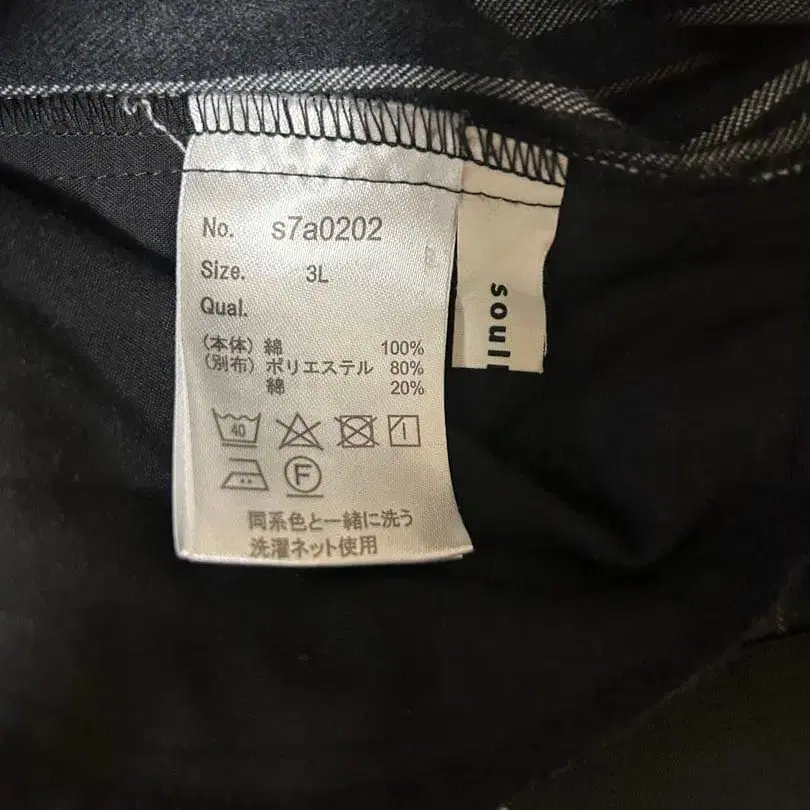 No. s7a0202
Size. 3L
Qual.
(本体) 綿 100%
(別布) ポリエステル 80%
綿 20%
40
F
同系色と一緒に洗う
洗濯ネット使用
soul